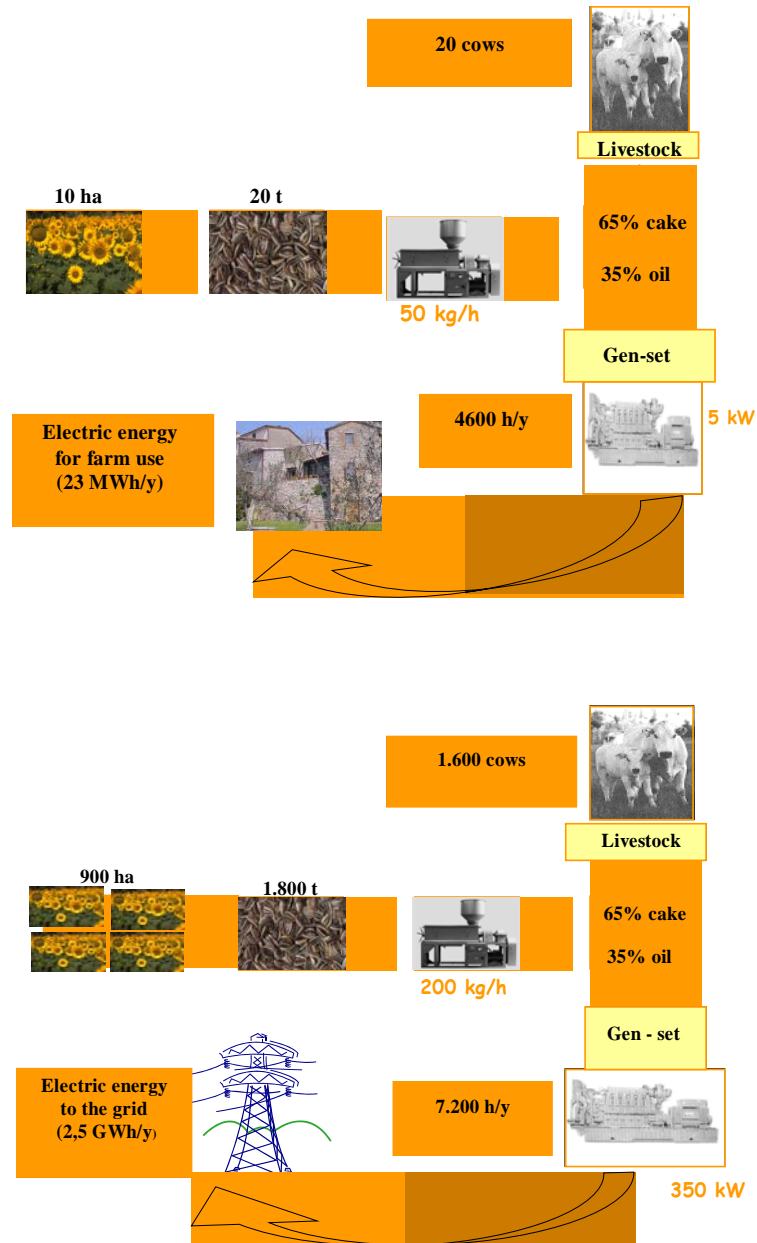 20 cows
Livestock
10 ha
20 t
65% cake
35% oil
50 kg/h
Gen-set
Electric energy
for farm use
(23 MWh/y)
4600 h/y
5 kW
1.600 cows
Livestock
900 ha
1.800 t
65% cake
35% oil
200 kg/h
Gen - set
Electric energy
to the grid
(2,5 GWh/y)
7.200 h/y
350 kW